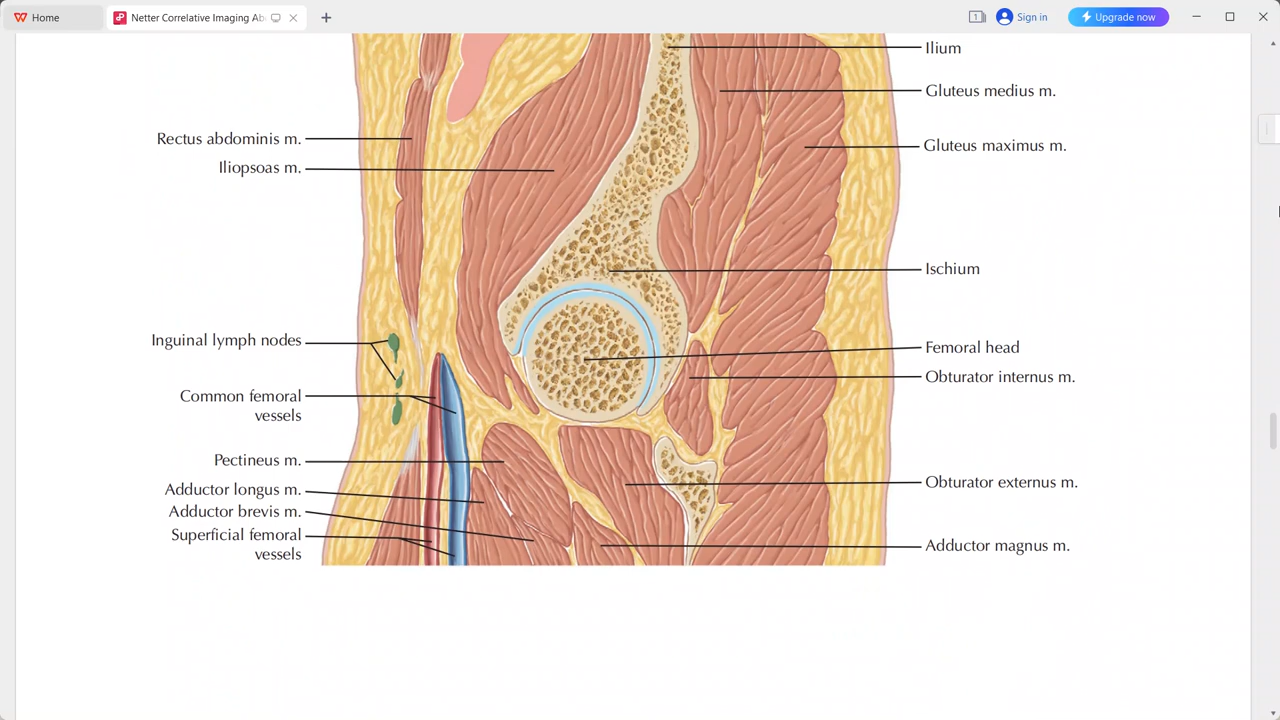 Home
Netter Correlative Imaging Ab
1
Sign in
Upgrade now
Ilium
Gluteus medius m.
Rectus abdominis m.
Gluteus maximus m.
Iliopsoas m.
Ischium
Inguinal lymph nodes
Femoral head
Obturator internus m.
Common femoral
vessels
Pectineus m.
Adductor longus m.
Obturator externus m.
Adductor brevis m.
Superficial femoral
vessels
Adductor magnus m.